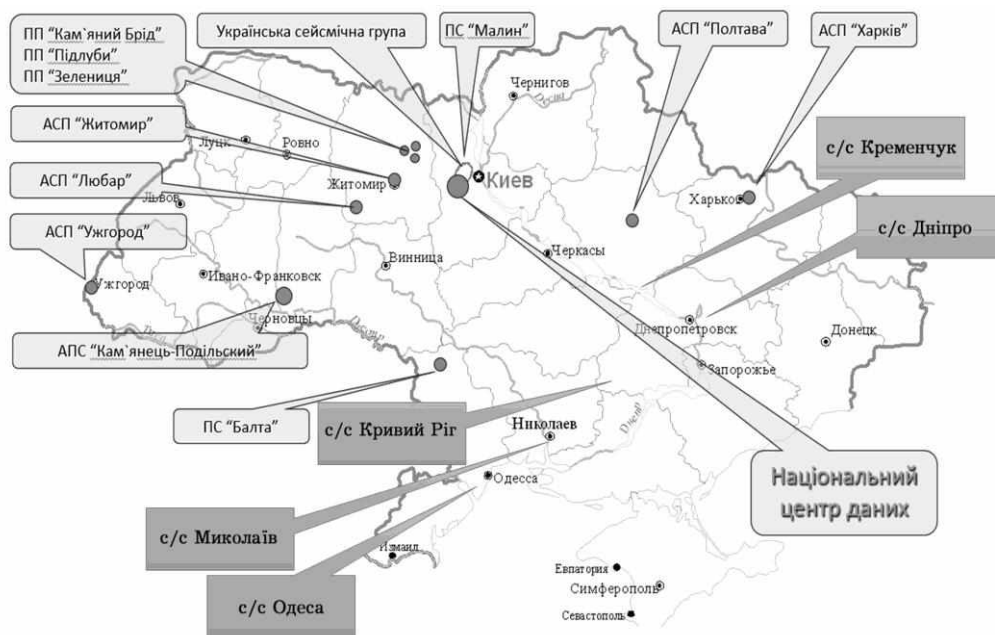 ПП “Кам`яний Брід”
ПП “Підлуби”
ПП “Зелениця”
Українська сейсмічна група
ПС “Малин”
АСП “Полтава”
АСП “Харків”
Чернигов
Десна
АСП “Житомир”
Луцк
Ровно
с/с Кременчук
Киев
АСП “Любар”
Житомир
Харьков
Львов
АСП “Ужгород”
с/с Дніпро
Черкассы
Винница
Ивано-Франковск
Ужгород
Черновцы
Днепропетровск
Донецк
АПС “Кам`янець-Подільский”
Запорожье
ПС “Балта”
с/с Кривий Ріг
Николаев
Днепр
Одесса
Національний
центр даних
с/с Миколаїв
Измаил
Евпатория
Симферополь
с/с Одеса
Севастополь